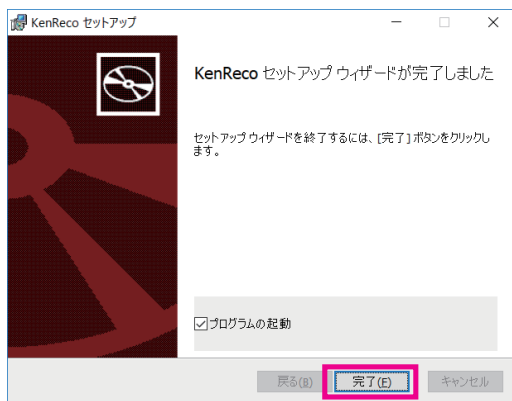 KenReco セットアップ
KenReco セットアップ ウィザードが完了しました
セットアップ ウィザードを終了するには、[完了] ボタンをクリックし
ます。
プログラムの起動
戻る(B) 完了(F) キャンセル